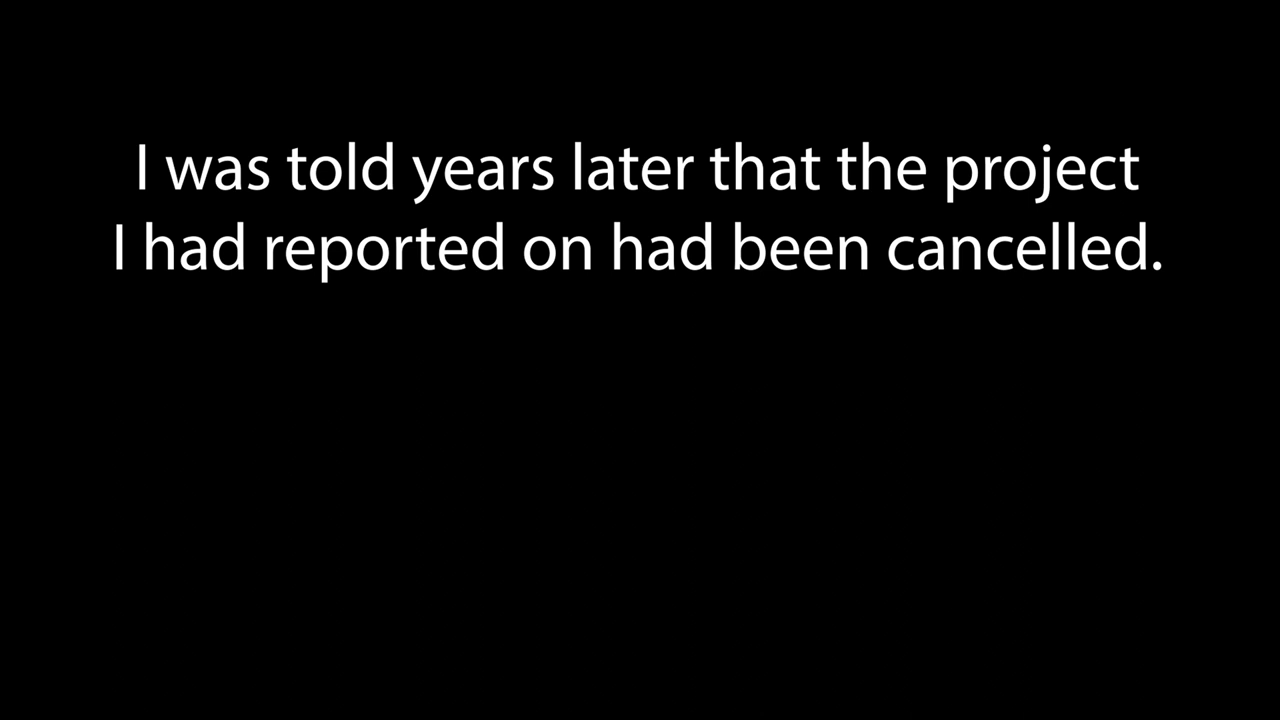 I was told years later that the project
I had reported on had been cancelled.